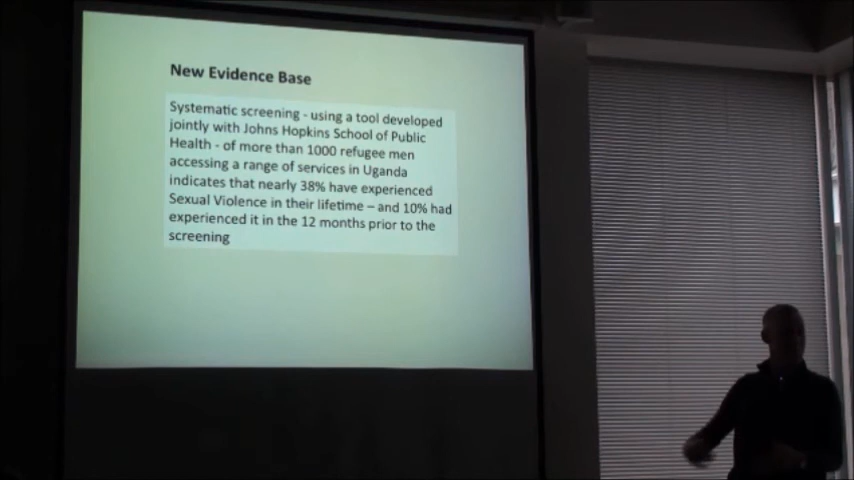 New Evidence Base
Systematic screening - using a tool developed
jointly with Johns Hopkins School of Public
Health - of more than 1000 refugee men
accessing a range of services in Uganda
indicates that nearly 38% have experienced
Sexual Violence in their lifetime – and 10% had
experienced it in the 12 months prior to the
screening